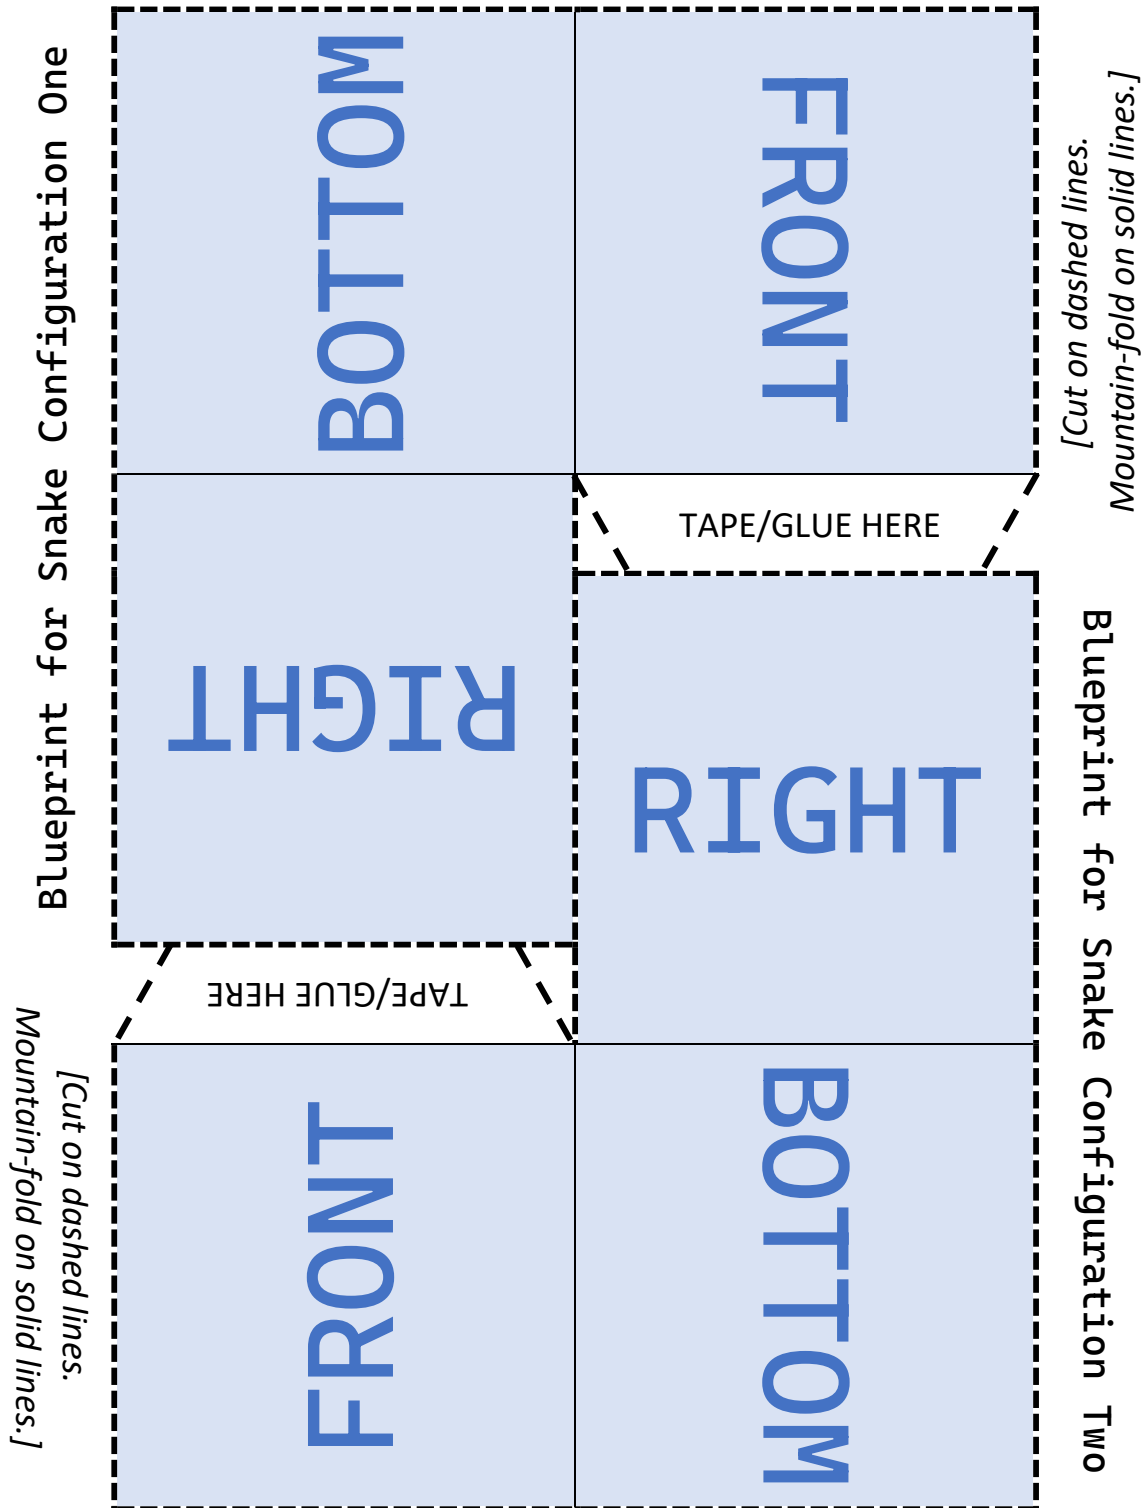 Blueprint for Snake Configuration One
BOTTOM
FRONT
[Cut on dashed lines.
Mountain-fold on solid lines.]
TAPE/GLUE HERE
RIGHT
RIGHT
Blueprint for Snake Configuration Two
TAPE/GLUE HERE
FRONT
BOTTOM
[Cut on dashed lines.
Mountain-fold on solid lines.]